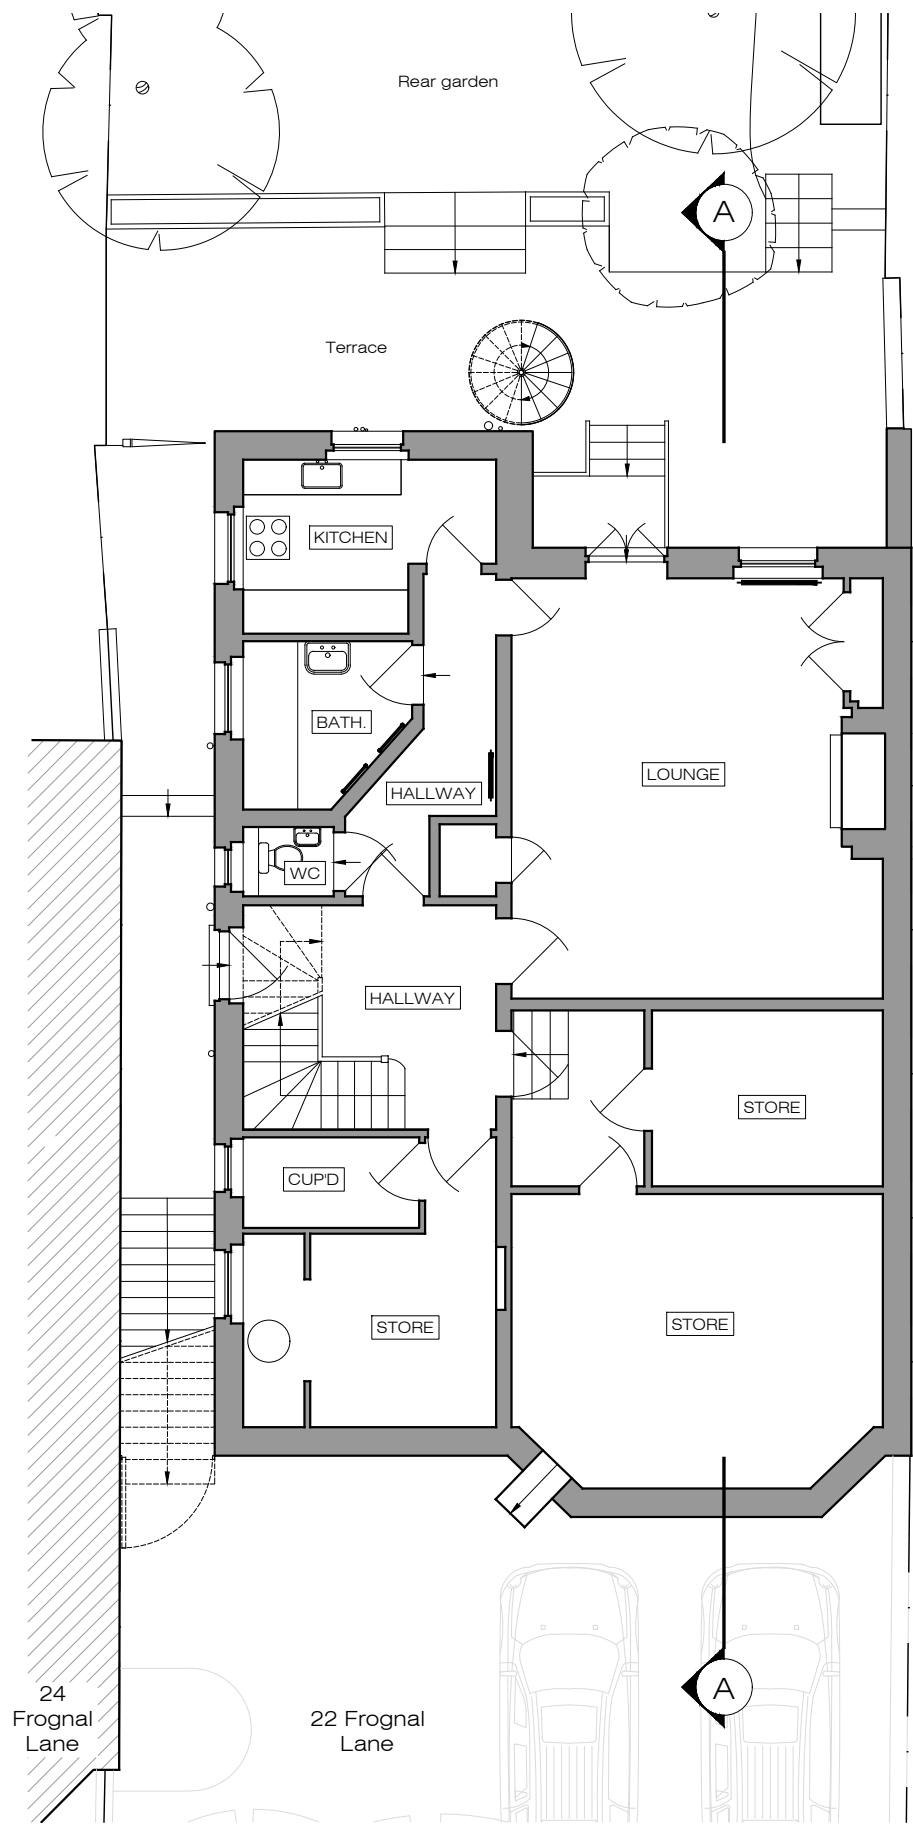 Rear garden
A
Terrace
KITCHEN
BATH.
LOUNGE
HALLWAY
WC
HALLWAY
STORE
CUP'D
STORE
STORE
A
24
Frognal
Lane
22 Frognal
Lane